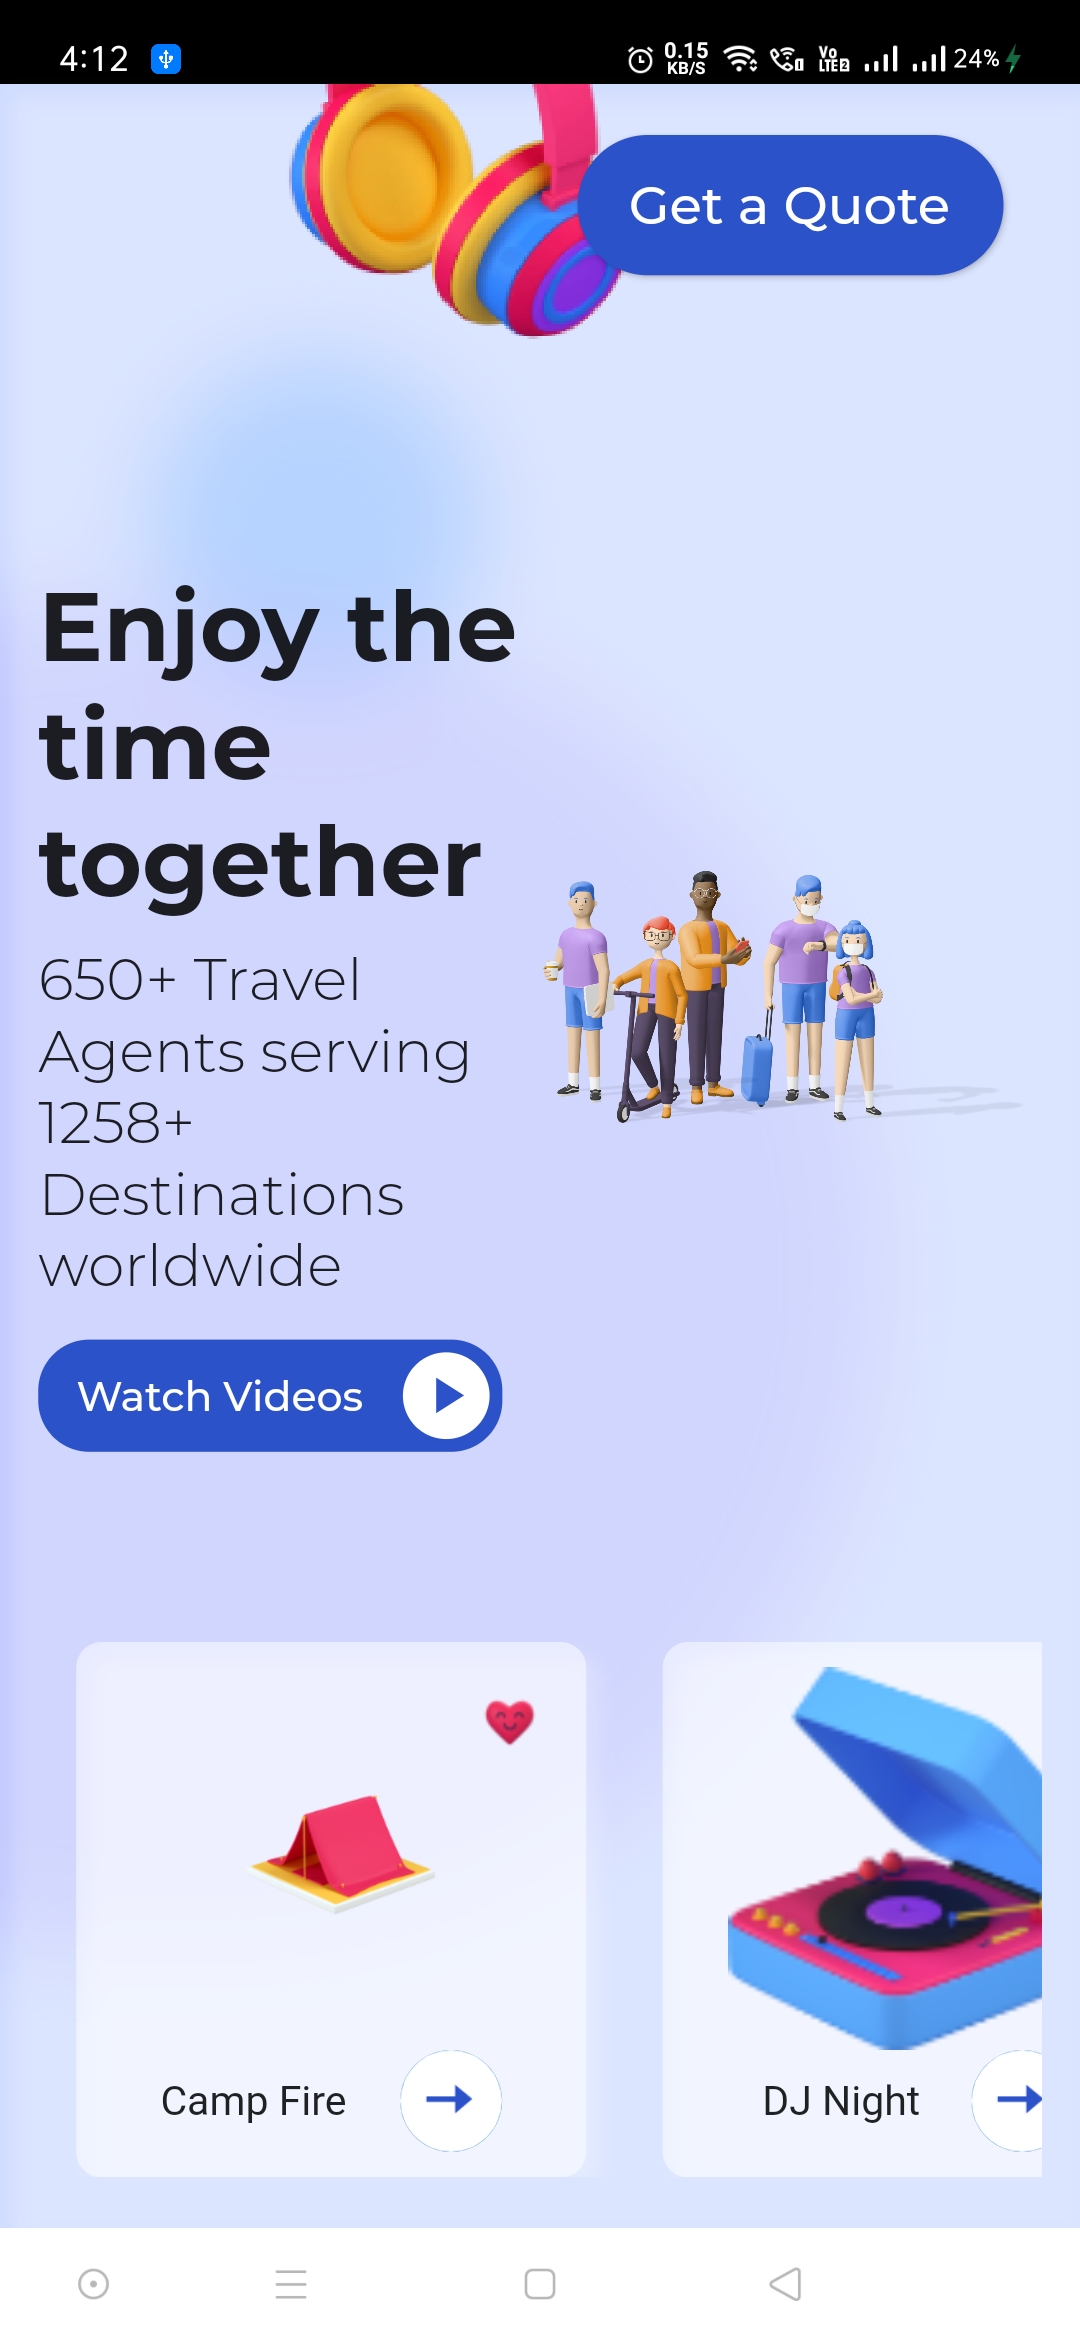 4:12
0.15
KB/S
Vo
LTE2
24%
Get a Quote
Enjoy the
time
together
650+ Travel
Agents serving
1258+
Destinations
worldwide
Watch Videos
Camp Fire
DJ Night